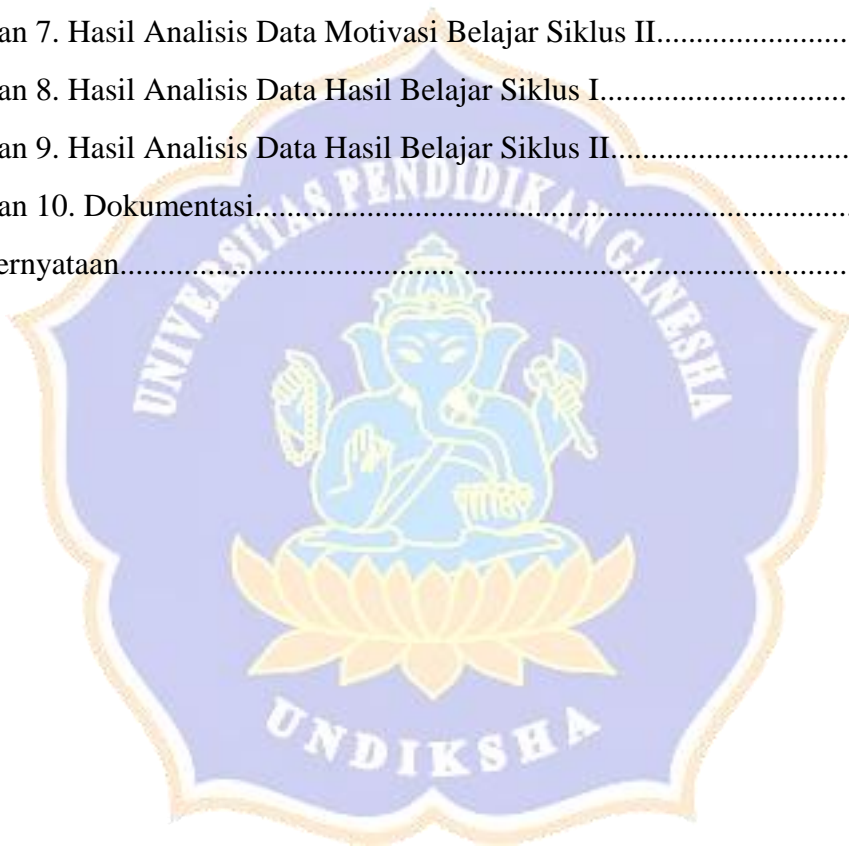 an 7. Hasil Analisis Data Motivasi Belajar Siklus II........................
an 8. Hasil Analisis Data Hasil Belajar Siklus I...............................
an 9. Hasil Analisis Data Hasil Belajar Siklus II..............................
an 10. Dokumentasi..........................................................................
ernyataan.......................................... ................................................
UNIVERSITAS PENDIDIKAN GANESHA
UNDIKSHA